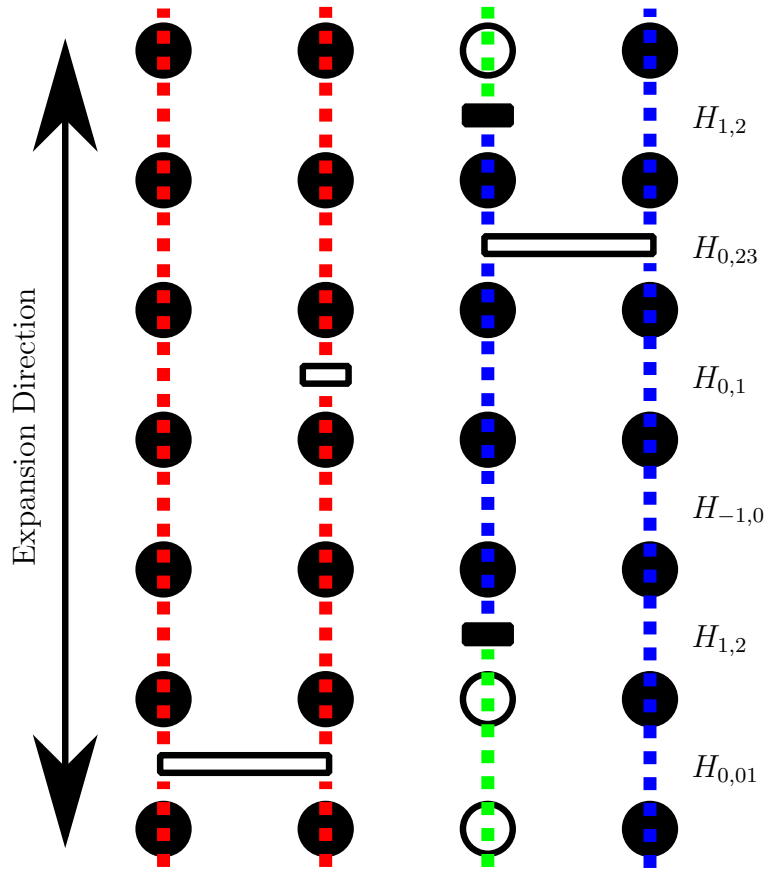 Expansion Direction
H_{1,2}
H_{0,23}
H_{0,1}
H_{-1,0}
H_{1,2}
H_{0,01}